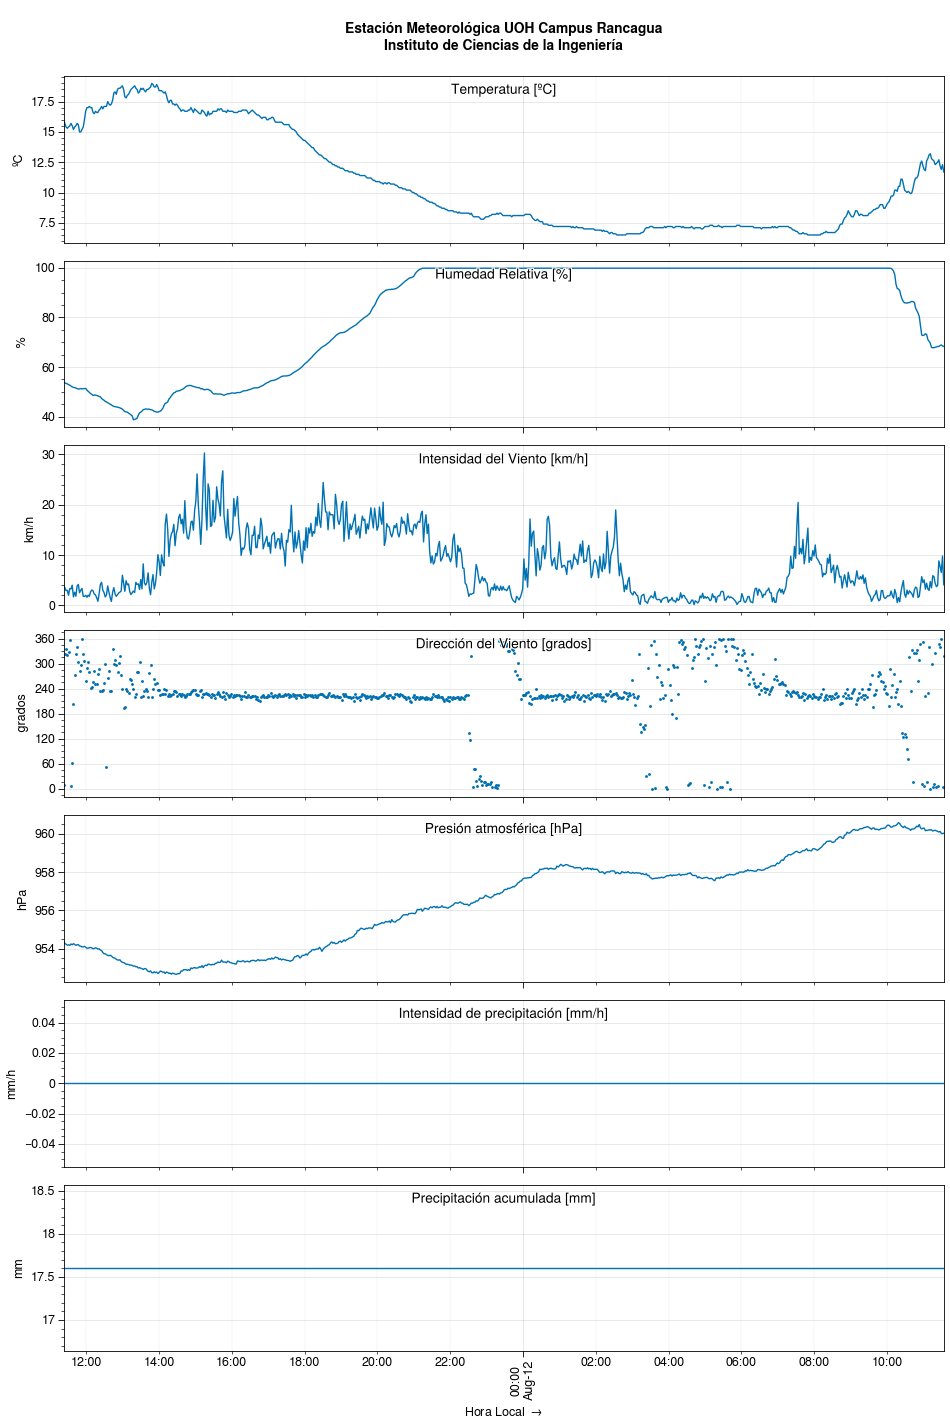 Estación Meteorológica UOH Campus Rancagua
Instituto de Ciencias de la Ingeniería
Temperatura [ºC]
ºC
17.5
15
12.5
10
7.5
Humedad Relativa [%]
%
100
80
60
40
Intensidad del Viento [km/h]
km/h
30
20
10
0
Dirección del Viento [grados]
grados
360
300
240
180
120
60
0
Presión atmosférica [hPa]
hPa
960
958
956
954
Intensidad de precipitación [mm/h]
mm/h
0.04
0.02
0
−0.02
−0.04
Precipitación acumulada [mm]
mm
18.5
18
17.5
17
12:00 14:00 16:00 18:00 20:00 22:00 00:00 02:00 04:00 06:00 08:00 10:00
Aug-12
Hora Local →